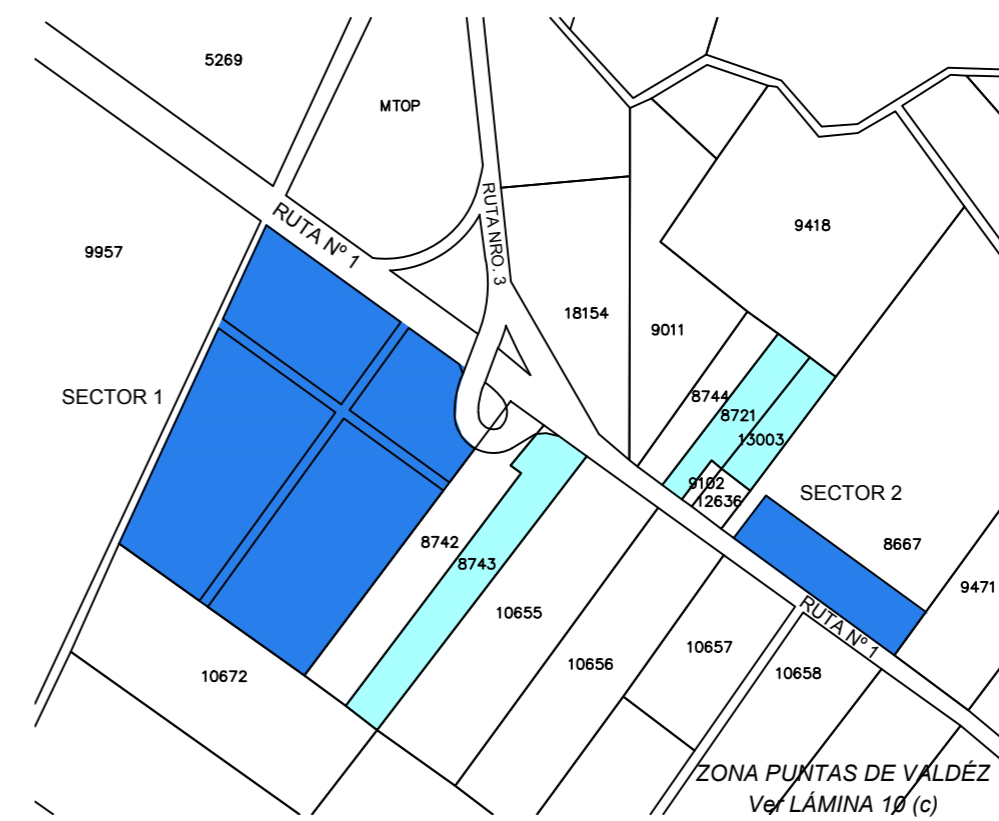 5269
MTOP
RUTA Nº 1
RUTA NRO. 3
9957
9418
18154
9011
SECTOR 1
8744
8721
13003
9102
12636
SECTOR 2
8742
8743
8667
9471
10655
RUTA Nº 1
10656
10657
10658
10672
ZONA PUNTAS DE VALDÉZ
Ver LÁMINA 10 (c)